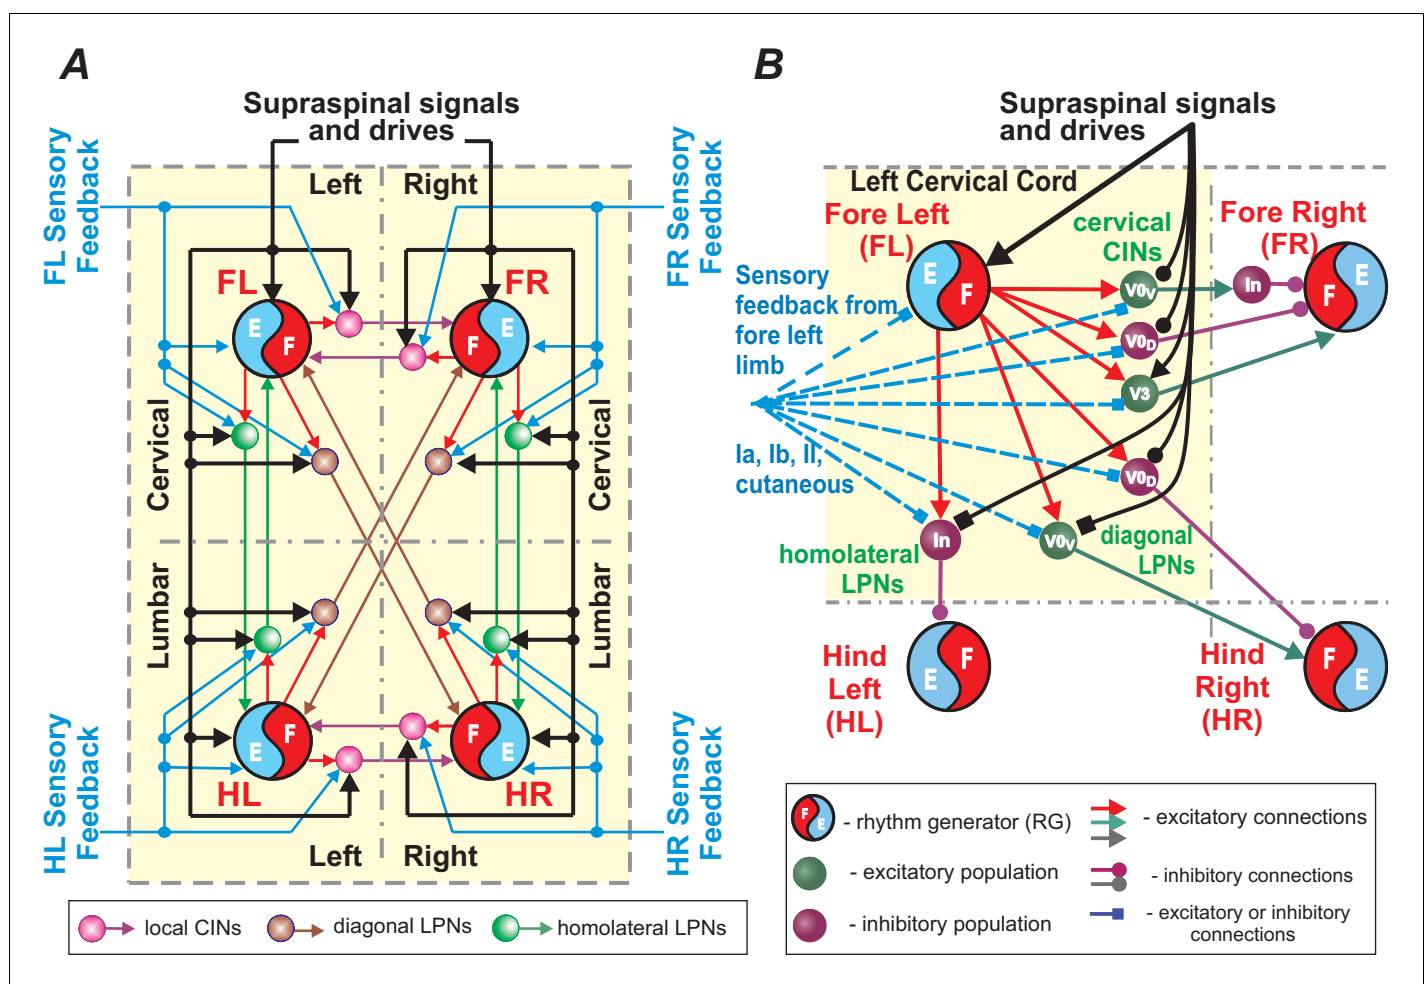 A
Supraspinal signals
and drives
FL Sensory
Feedback
FR Sensory
Feedback
Left
Right
FL
FR
E
F
F
E
Cervical
Cervical
Lumbar
Lumbar
E
F
F
E
HL
HR
HL Sensory
Feedback
HR Sensory
Feedback
Left
Right
local CINs
diagonal LPNs
homolateral LPNs
B
Supraspinal signals
and drives
Left Cervical Cord
Fore Left
(FL)
cervical
CINs
Fore Right
(FR)
E
F
V0V
In
F
E
Sensory
feedback from
fore left
limb
V0D
V3
Ia, Ib, II,
cutaneous
V0D
In
V0V
homolateral
LPNs
diagonal
LPNs
Hind
Left
(HL)
E
F
Hind
Right
(HR)
F
E
F
E
- rhythm generator (RG)
- excitatory population
- inhibitory population
- excitatory connections
- inhibitory connections
- excitatory or inhibitory
connections